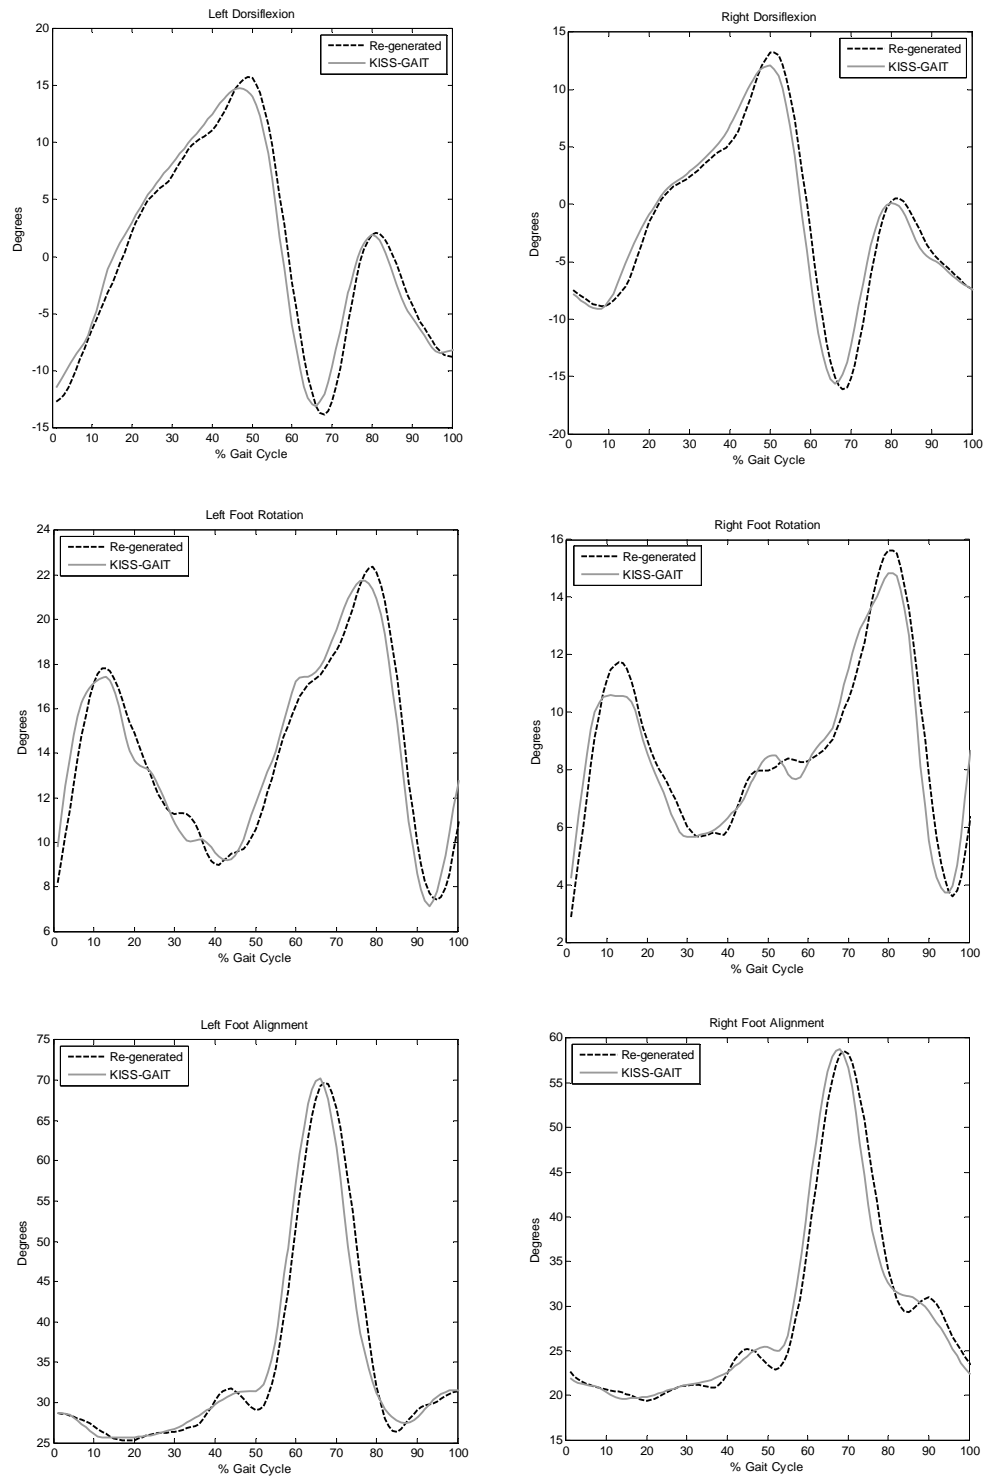 Left Dorsiflexion
20
15
10
5
0
-5
-10
-15
Degrees
Re-generated
KISS-GAIT
0 10 20 30 40 50 60 70 80 90 100
% Gait Cycle
Right Dorsiflexion
15
10
5
0
-5
-10
-15
-20
Degrees
Re-generated
KISS-GAIT
0 10 20 30 40 50 60 70 80 90 100
% Gait Cycle
Left Foot Rotation
24
22
20
18
16
14
12
10
8
6
Degrees
Re-generated
KISS-GAIT
0 10 20 30 40 50 60 70 80 90 100
% Gait Cycle
Right Foot Rotation
16
14
12
10
8
6
4
2
Degrees
Re-generated
KISS-GAIT
0 10 20 30 40 50 60 70 80 90 100
% Gait Cycle
Left Foot Alignment
75
70
65
60
55
50
45
40
35
30
25
Degrees
Re-generated
KISS-GAIT
0 10 20 30 40 50 60 70 80 90 100
% Gait Cycle
Right Foot Alignment
60
55
50
45
40
35
30
25
20
15
Degrees
Re-generated
KISS-GAIT
0 10 20 30 40 50 60 70 80 90 100
% Gait Cycle